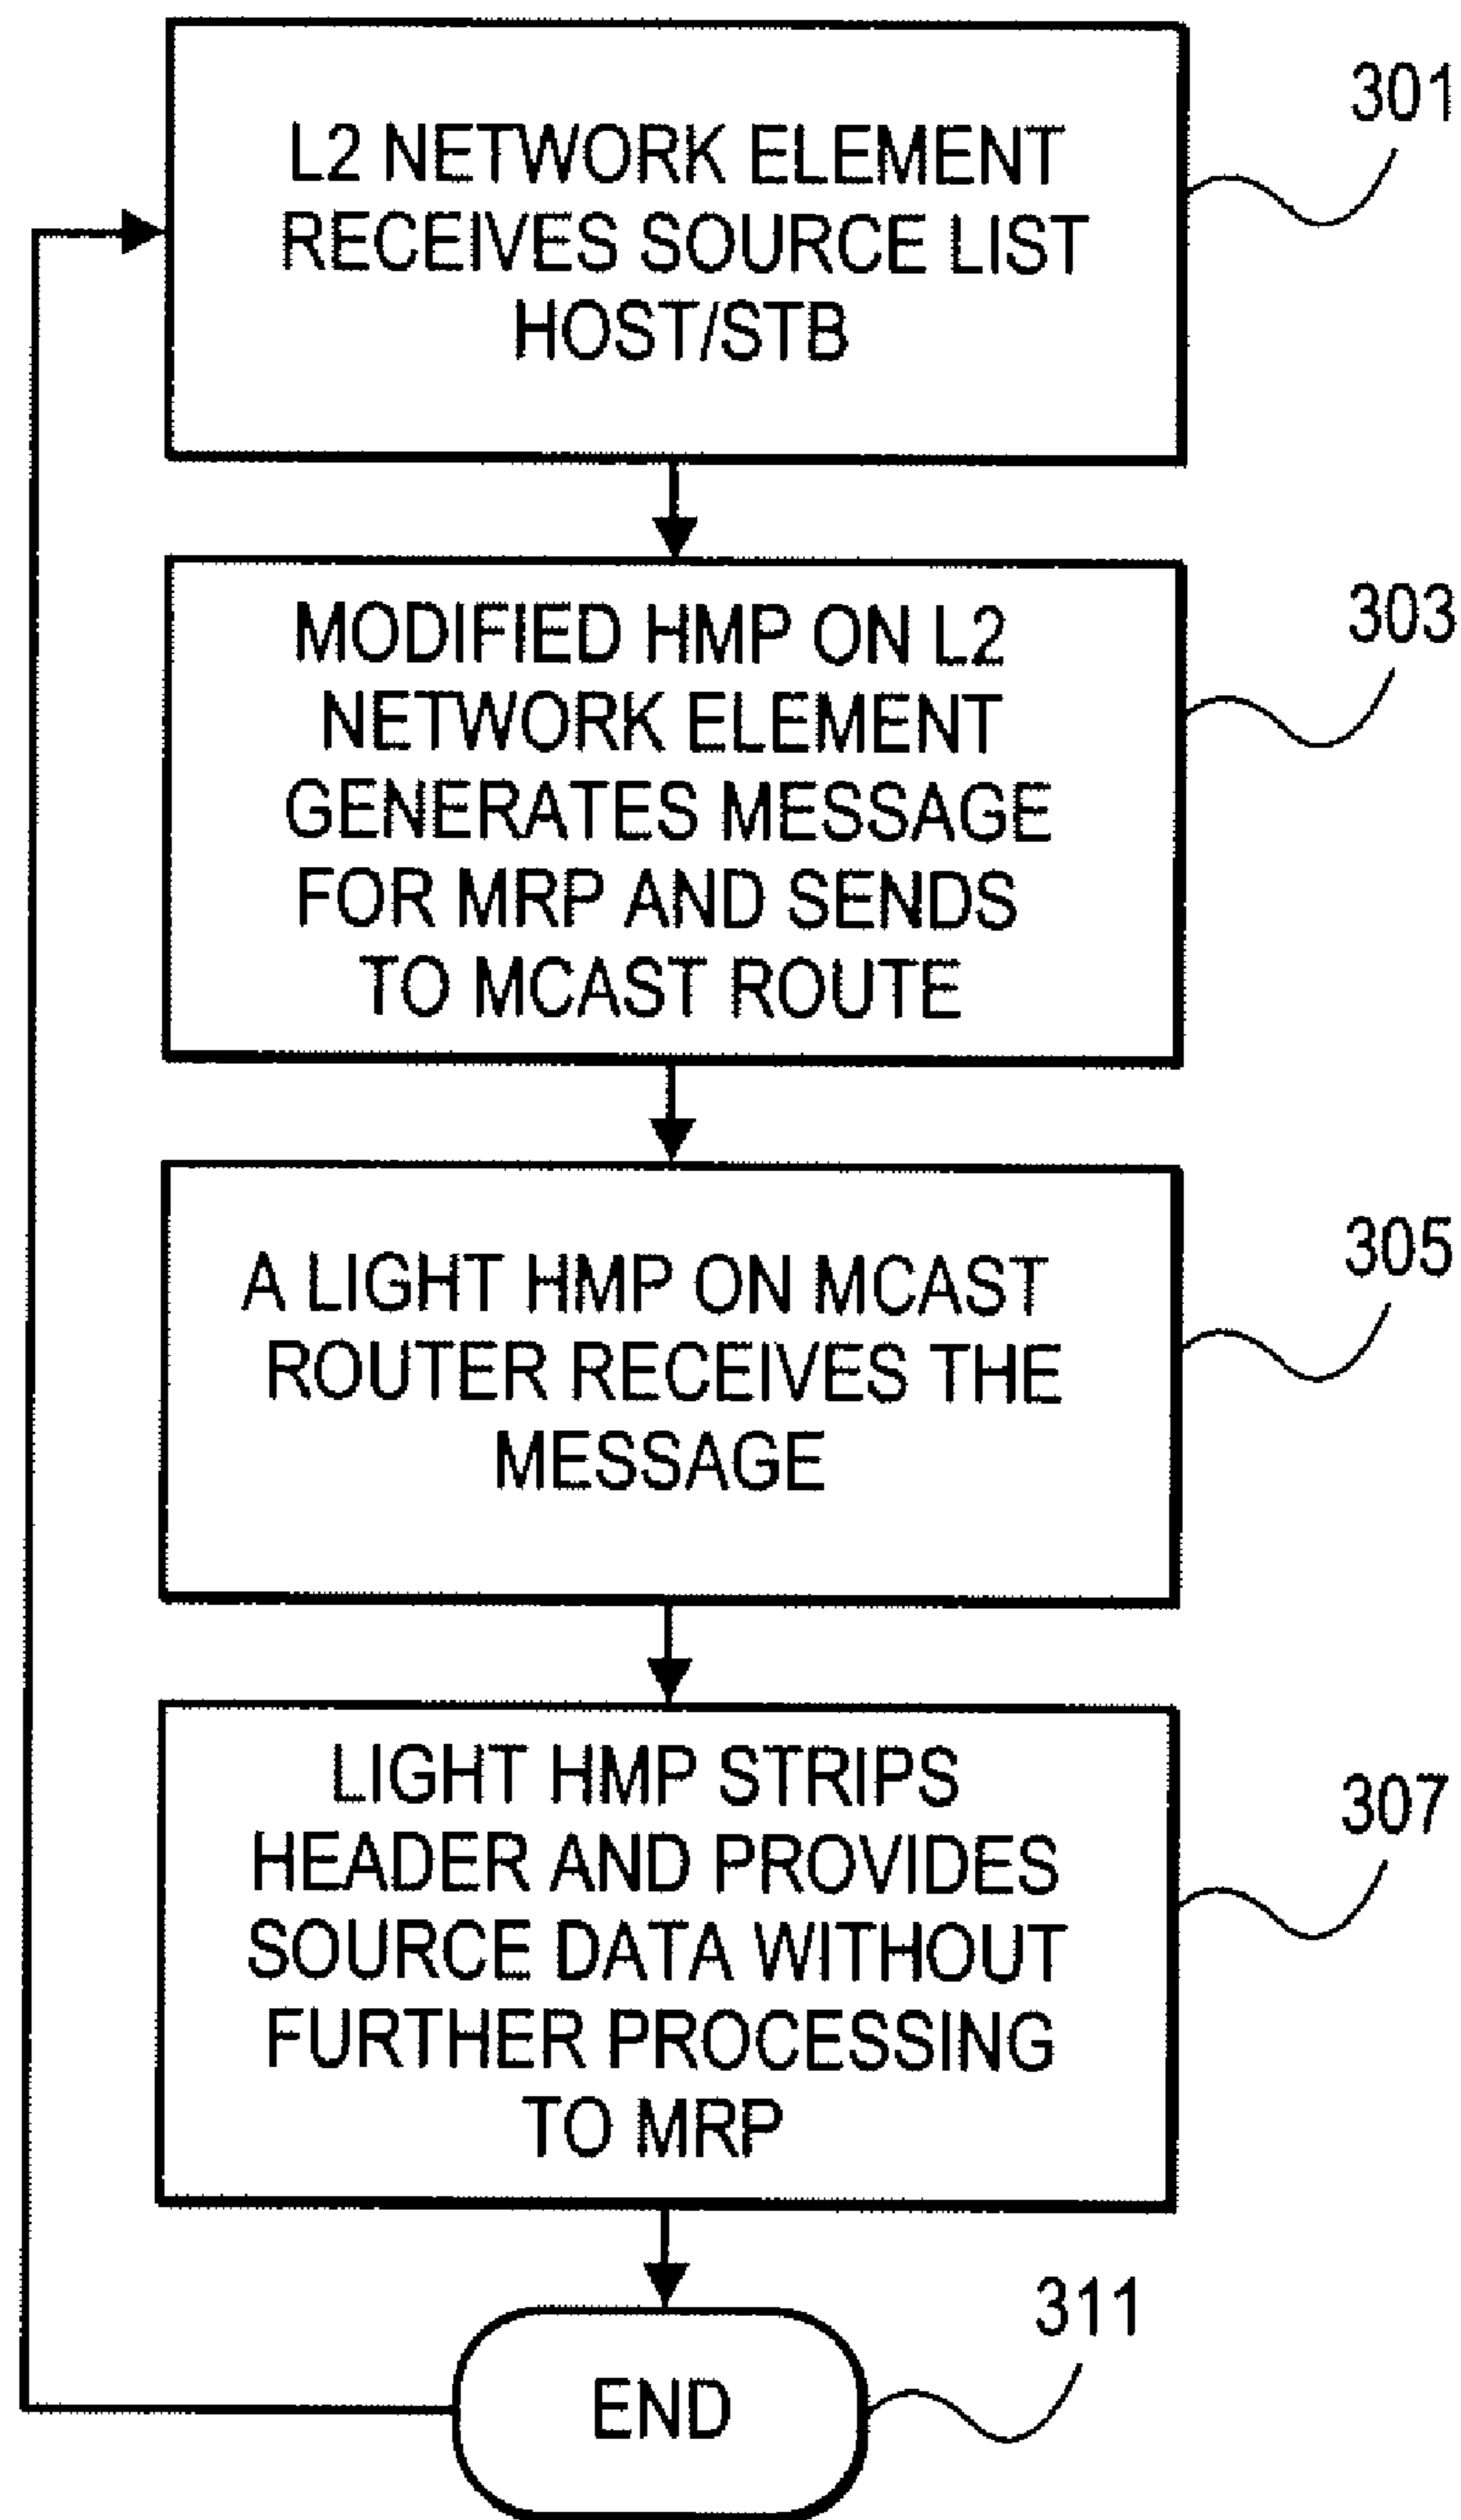 301
L2 NETWORK ELEMENT
RECEIVES SOURCE LIST
HOST/STB
303
MODIFIED HMP ON L2
NETWORK ELEMENT
GENERATES MESSAGE
FOR MRP AND SENDS
TO MCAST ROUTE
305
A LIGHT HMP ON MCAST
ROUTER RECEIVES THE
MESSAGE
307
LIGHT HMP STRIPS
HEADER AND PROVIDES
SOURCE DATA WITHOUT
FURTHER PROCESSING
TO MRP
311
END